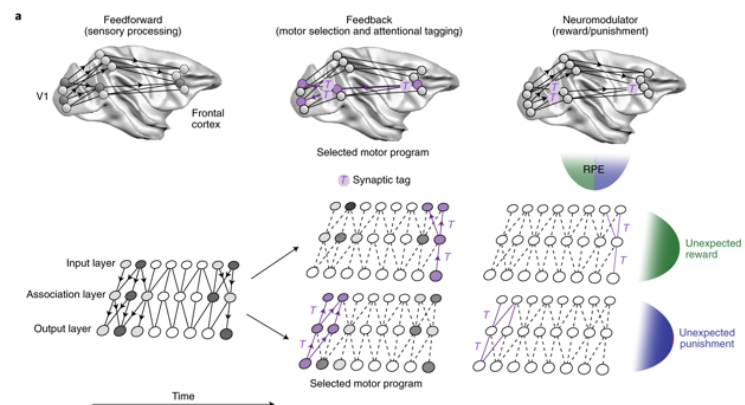 a
Feedforward
(sensory processing)
Feedback
(motor selection and attentional tagging)
Neuromodulator
(reward/punishment)
V1
Frontal
cortex
T
T
T
T
T
T
Selected motor program
T Synaptic tag
RPE
Input layer
Association layer
Output layer
T
T
T
T
Unexpected
reward
T
T
T
T
Unexpected
punishment
Selected motor program
Time